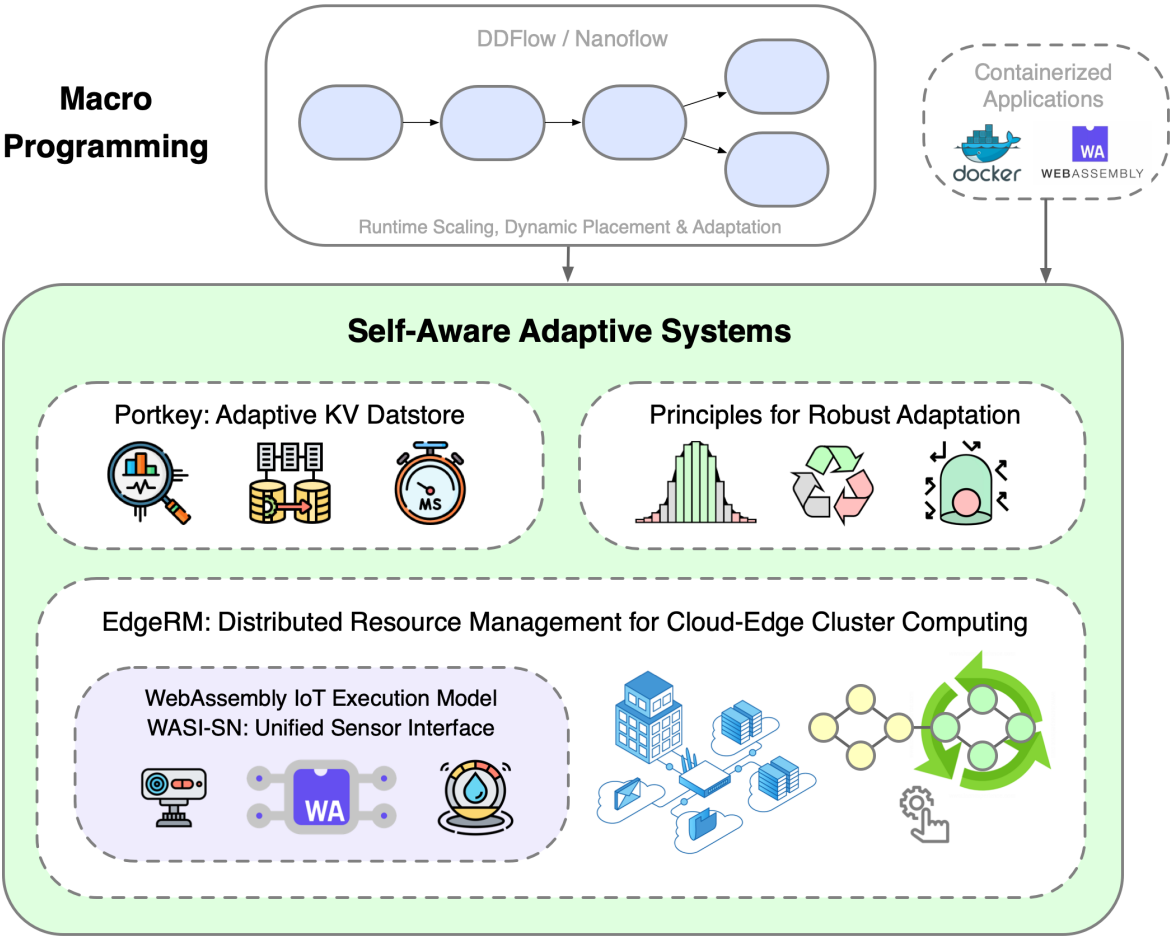 Macro
Programming
DDFlow / Nanoflow
Runtime Scaling, Dynamic Placement & Adaptation
Containerized
Applications
docker
WA
WEBASSEMBLY
Self-Aware Adaptive Systems
Portkey: Adaptive KV Datstore
MS
Principles for Robust Adaptation
EdgeRM: Distributed Resource Management for Cloud-Edge Cluster Computing
WebAssembly IoT Execution Model
WASI-SN: Unified Sensor Interface
WA